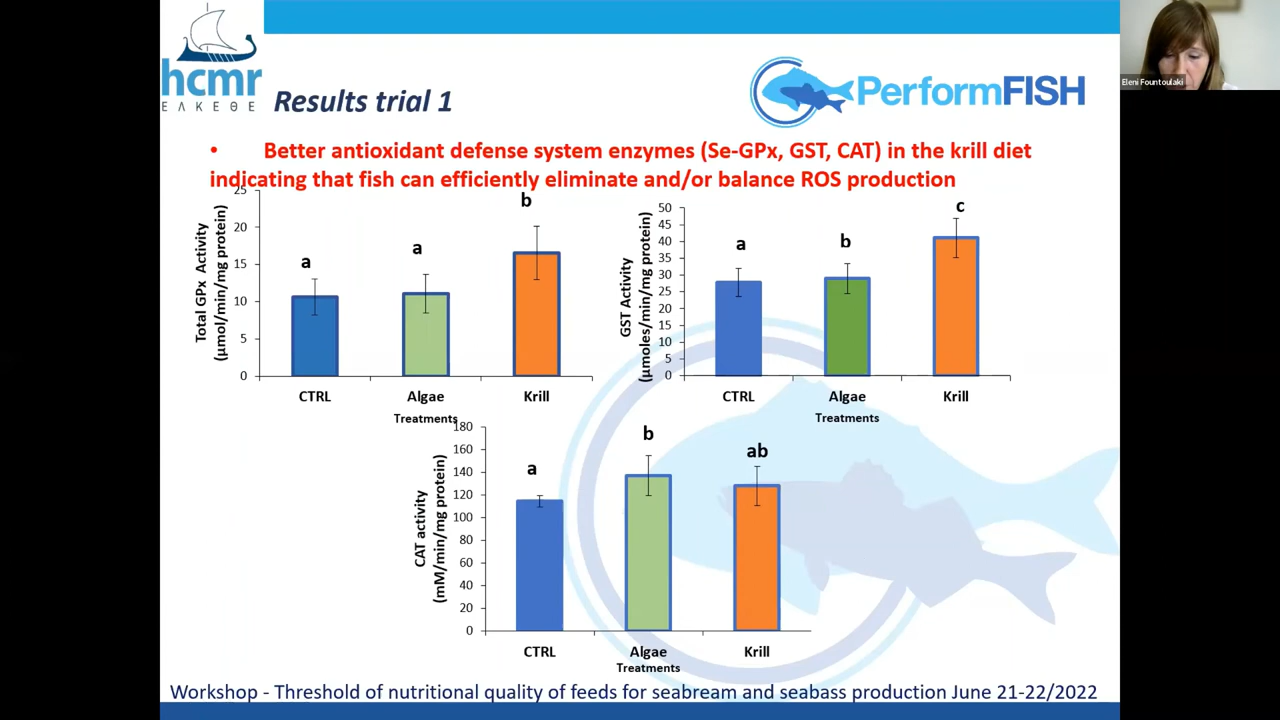 hcmr
ΕΛΚΕΘΕ
Results trial 1
PerformFISH
Eleni Fountoulaki
• Better antioxidant defense system enzymes (Se-GPx, GST, CAT) in the krill diet
indicating that fish can efficiently eliminate and/or balance ROS production
Total GPx Activity
(µmol/min/mg protein)
25
20
15
10
5
0
a
a
b
CTRL
Algae
Krill
Treatments
GST Activity
(µmoles/min/mg protein)
50
45
40
35
30
25
20
15
10
5
0
a
b
c
CTRL
Algae
Krill
Treatments
CAT activity
(mM/min/mg protein)
180
160
140
120
100
80
60
40
20
0
a
b
ab
CTRL
Algae
Krill
Treatments
Workshop - Threshold of nutritional quality of feeds for seabream and seabass production June 21-22/2022